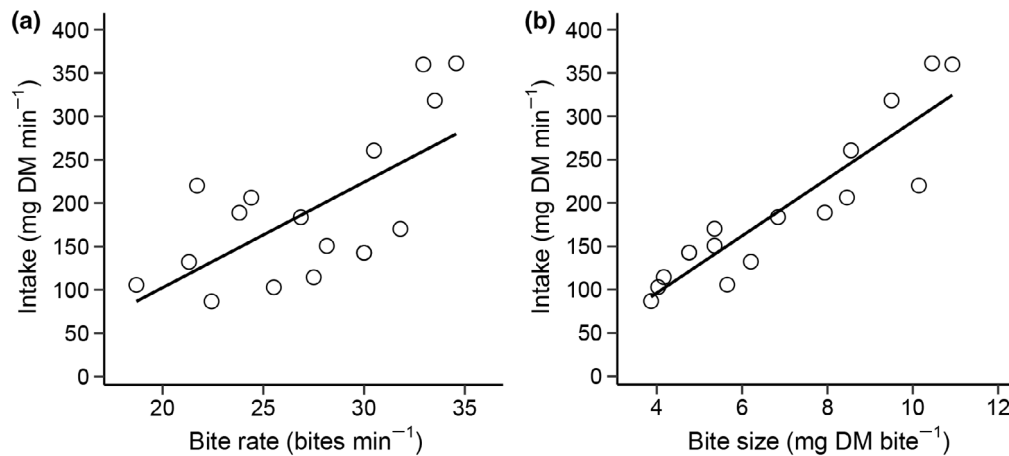 (a)
400
350
300
250
200
150
100
50
0
Intake (mg DM min⁻¹)
20 25 30 35
Bite rate (bites min⁻¹)
(b)
400
350
300
250
200
150
100
50
0
Intake (mg DM min⁻¹)
4 6 8 10 12
Bite size (mg DM bite⁻¹)